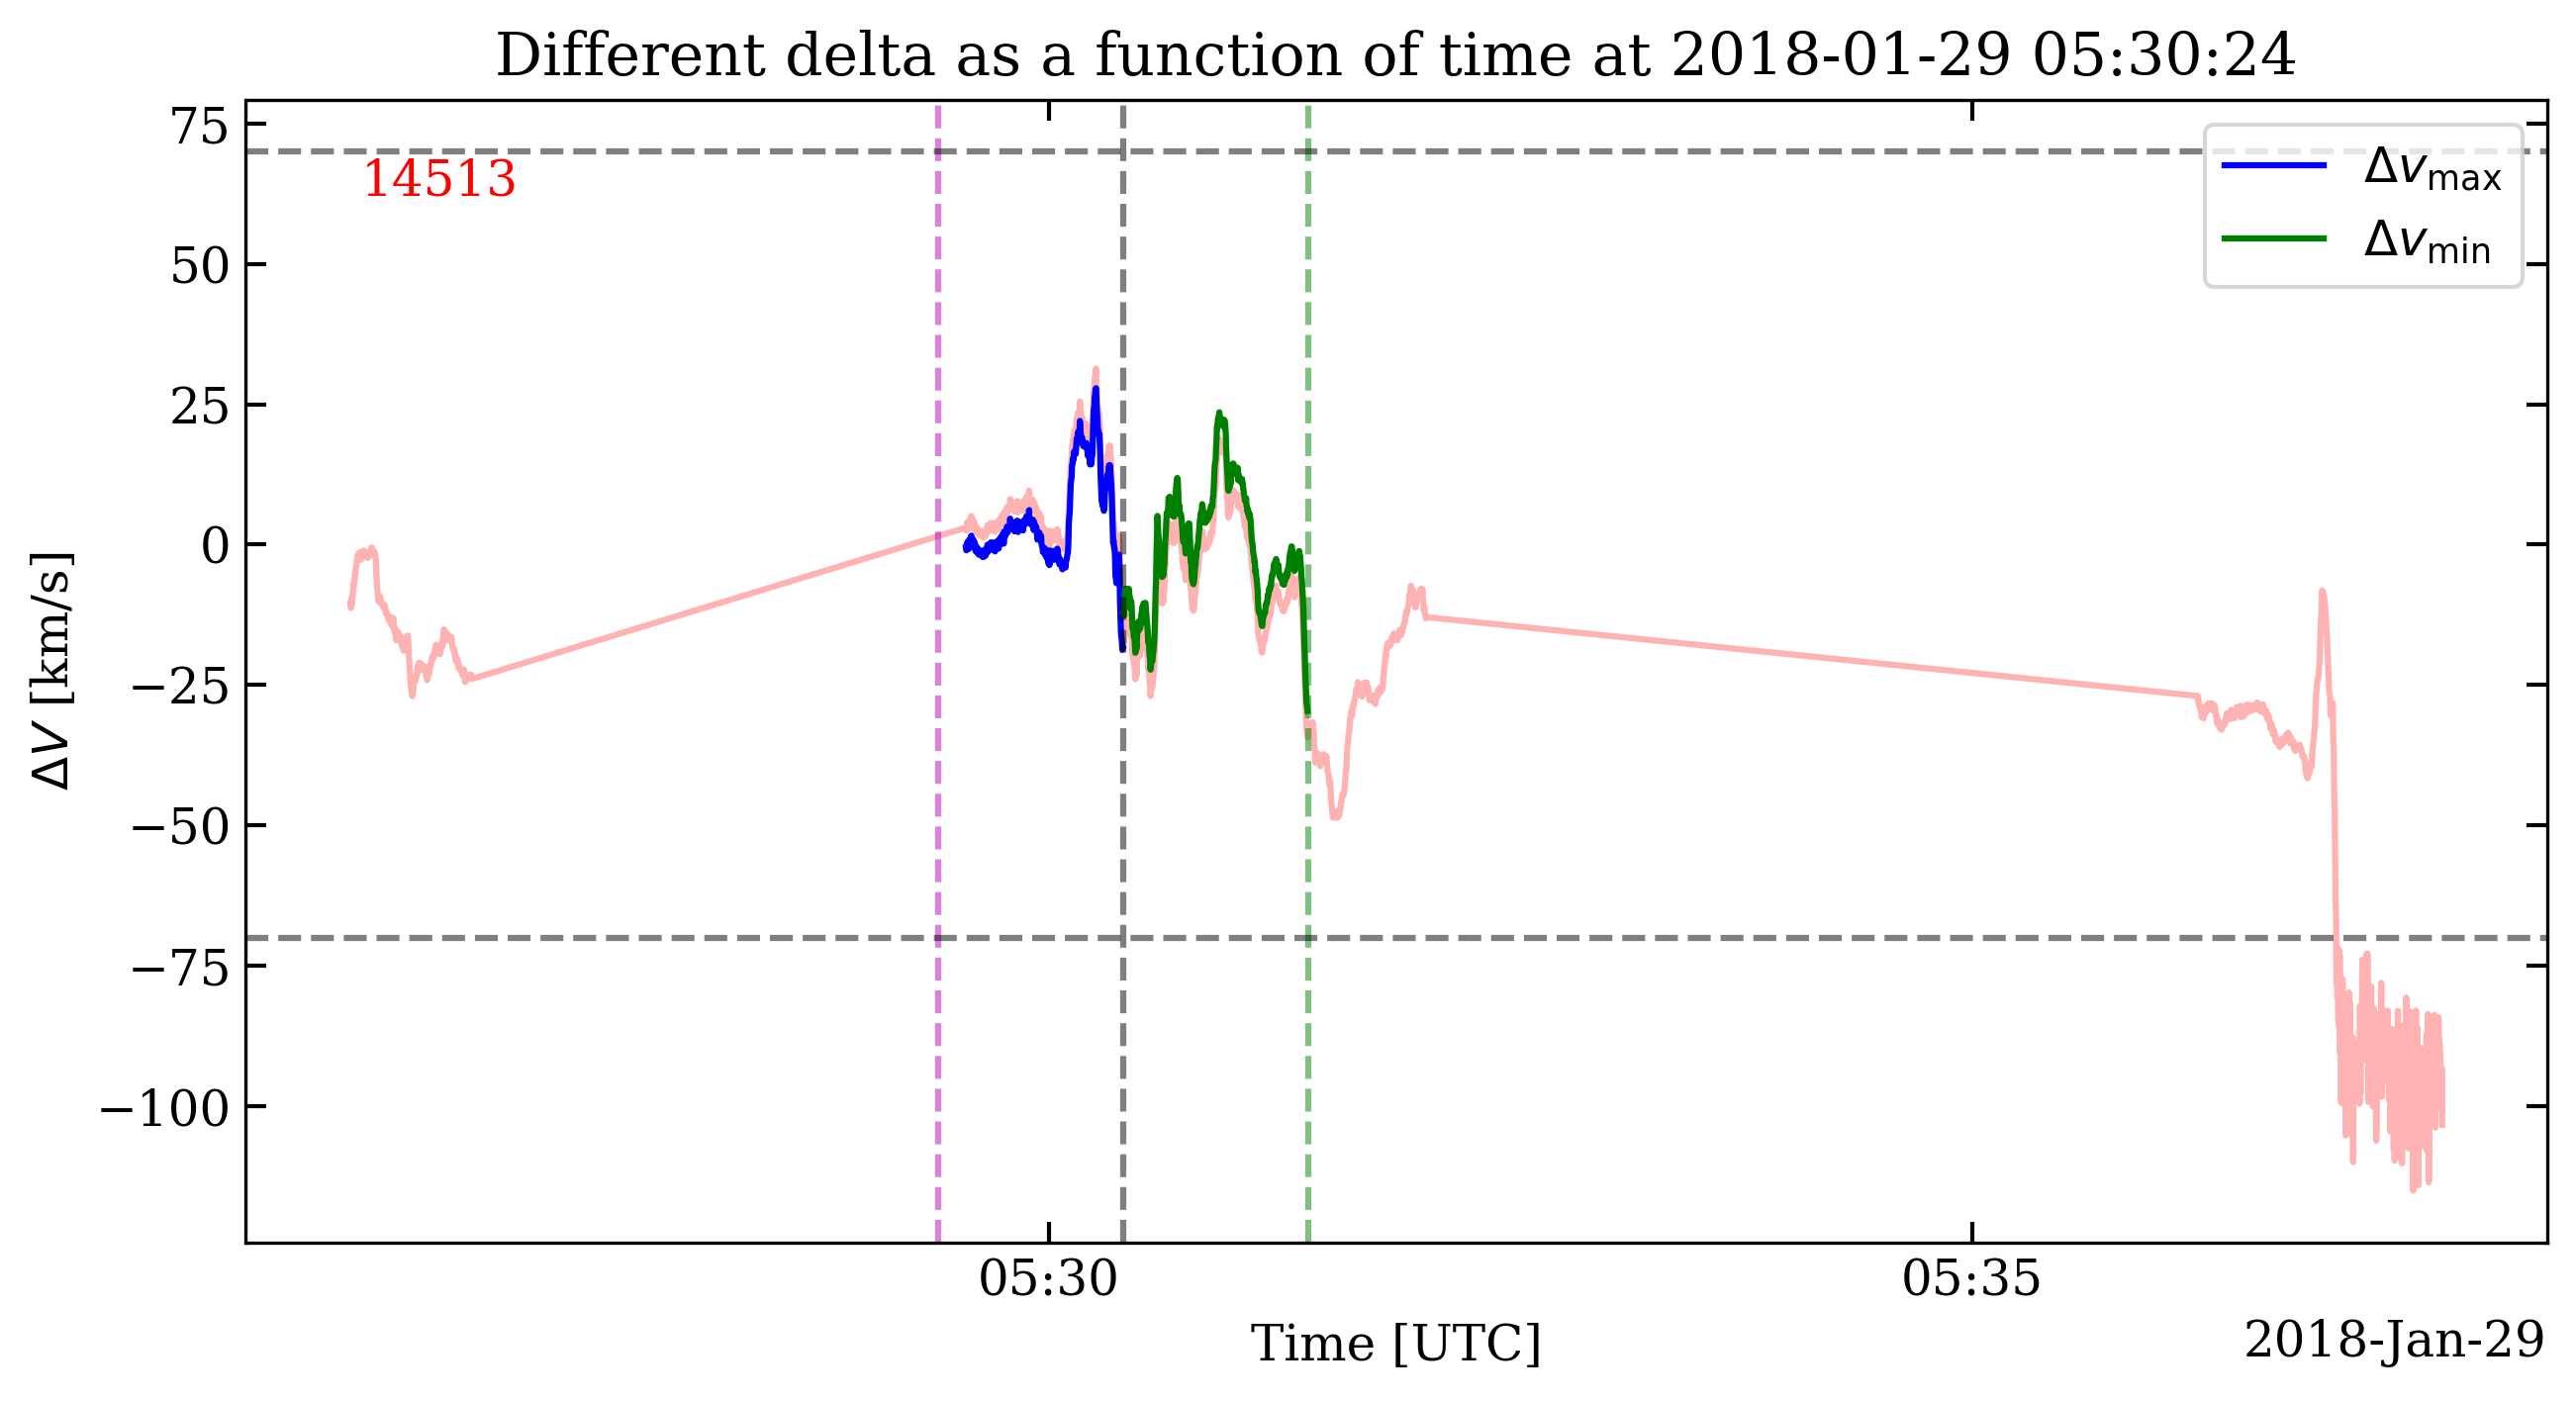 Different delta as a function of time at 2018-01-29 05:30:24
75
50
25
0
−25
−50
−75
−100
ΔV [km/s]
14513
Δv_max
Δv_min
05:30
05:35
Time [UTC]
2018-Jan-29